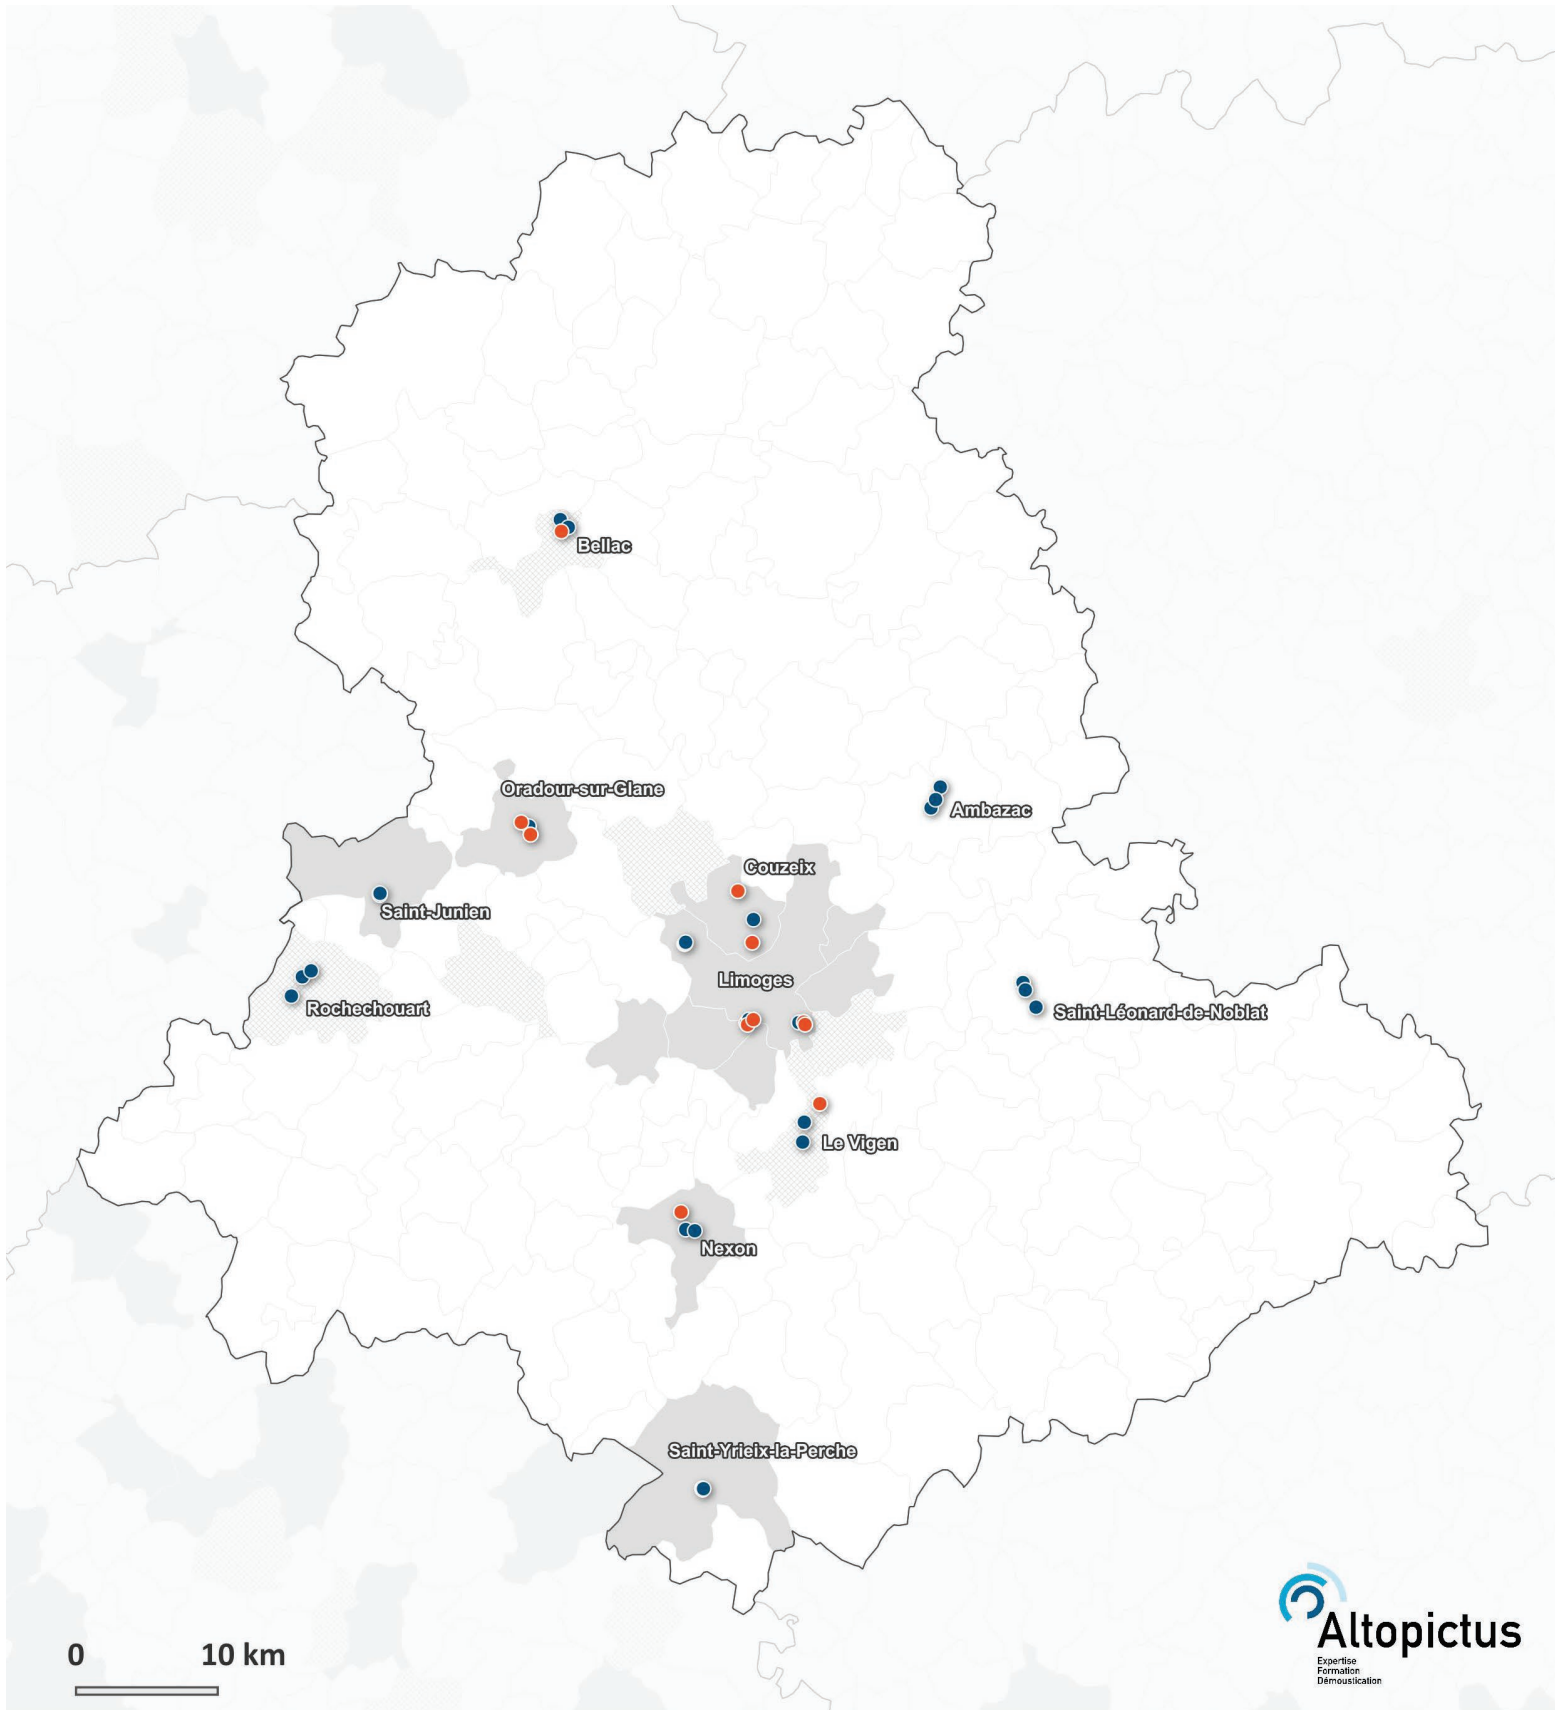 Bellac
Oradour-sur-Glane
Ambazac
Couzeix
Saint-Junien
Limoges
Rochechouart
Saint-Léonard-de-Noblat
Le Vigen
Nexon
Saint-Yrieix-la-Perche
0 10 km
Altopictus
Expertise
Formation
Démoustication